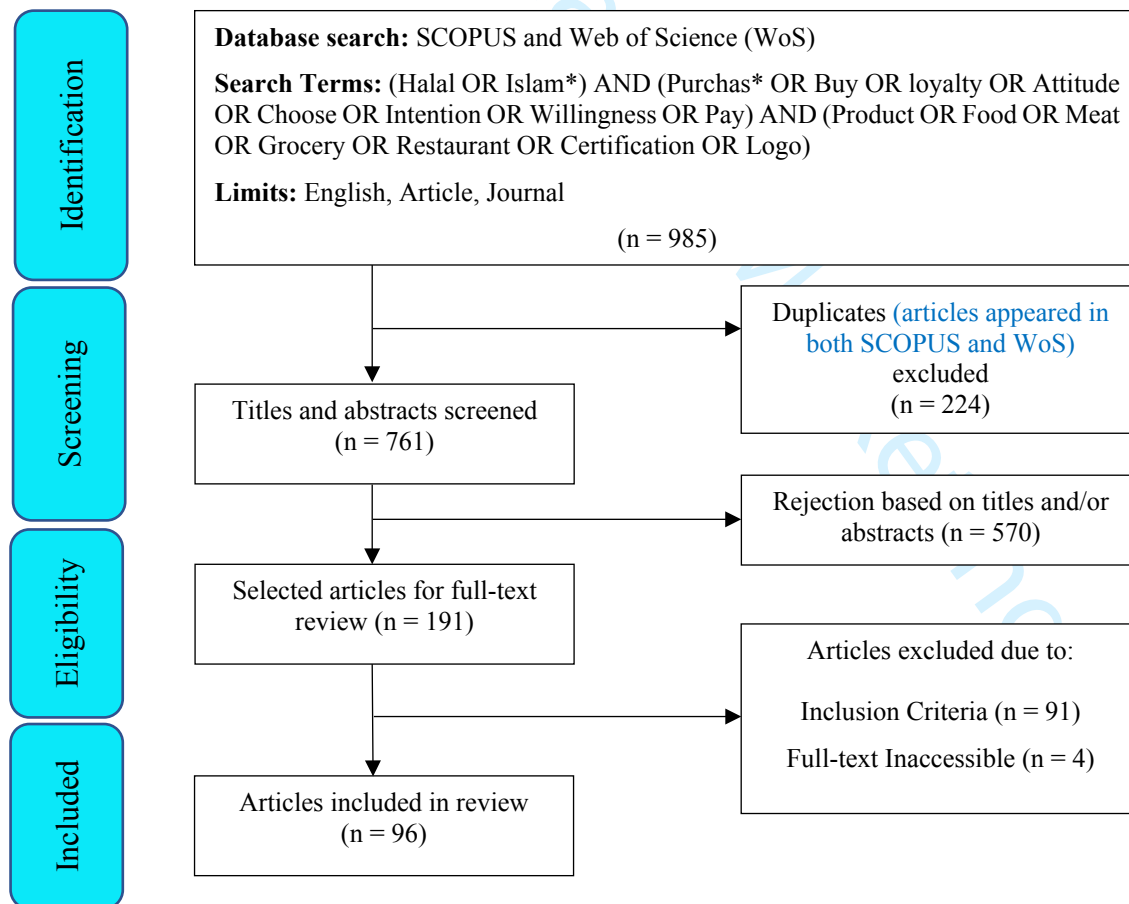 Identification
Database search: SCOPUS and Web of Science (WoS)
Search Terms: (Halal OR Islam*) AND (Purchas* OR Buy OR loyalty OR Attitude
OR Choose OR Intention OR Willingness OR Pay) AND (Product OR Food OR Meat
OR Grocery OR Restaurant OR Certification OR Logo)
Limits: English, Article, Journal
(n = 985)
Screening
Duplicates (articles appeared in
both SCOPUS and WoS)
excluded
(n = 224)
Titles and abstracts screened
(n = 761)
Rejection based on titles and/or
abstracts (n = 570)
Eligibility
Selected articles for full-text
review (n = 191)
Articles excluded due to:
Inclusion Criteria (n = 91)
Full-text Inaccessible (n = 4)
Included
Articles included in review
(n = 96)